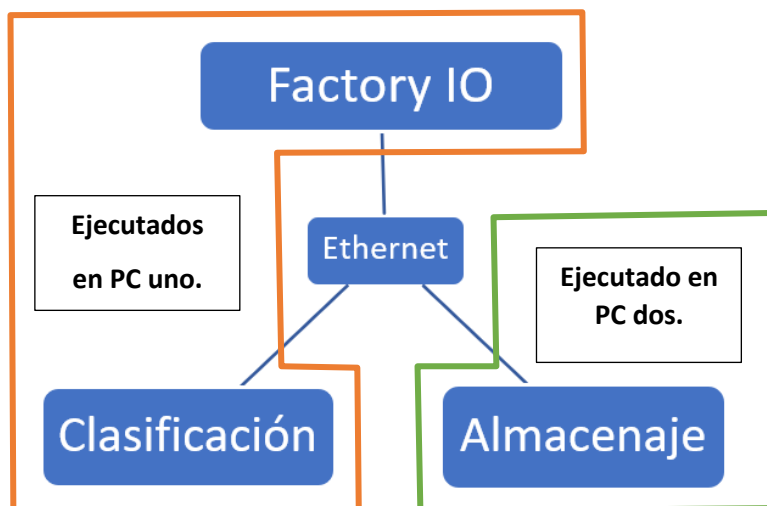 Factory IO
Ejecutados
en PC uno.
Ethernet
Ejecutado en
PC dos.
Clasificación
Almacenaje